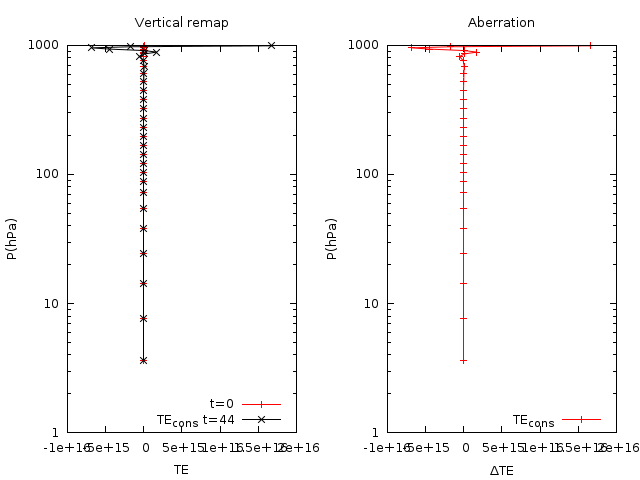 Vertical remap
Aberration
1000
100
10
1
P(hPa)
-1e+16 -5e+15 0 5e+15 1e+16 1.5e+16 2e+16
TE
t=0
TEcons t=44
1000
100
10
1
P(hPa)
-1e+16 -5e+15 0 5e+15 1e+16 1.5e+16 2e+16
ΔTE
TEcons